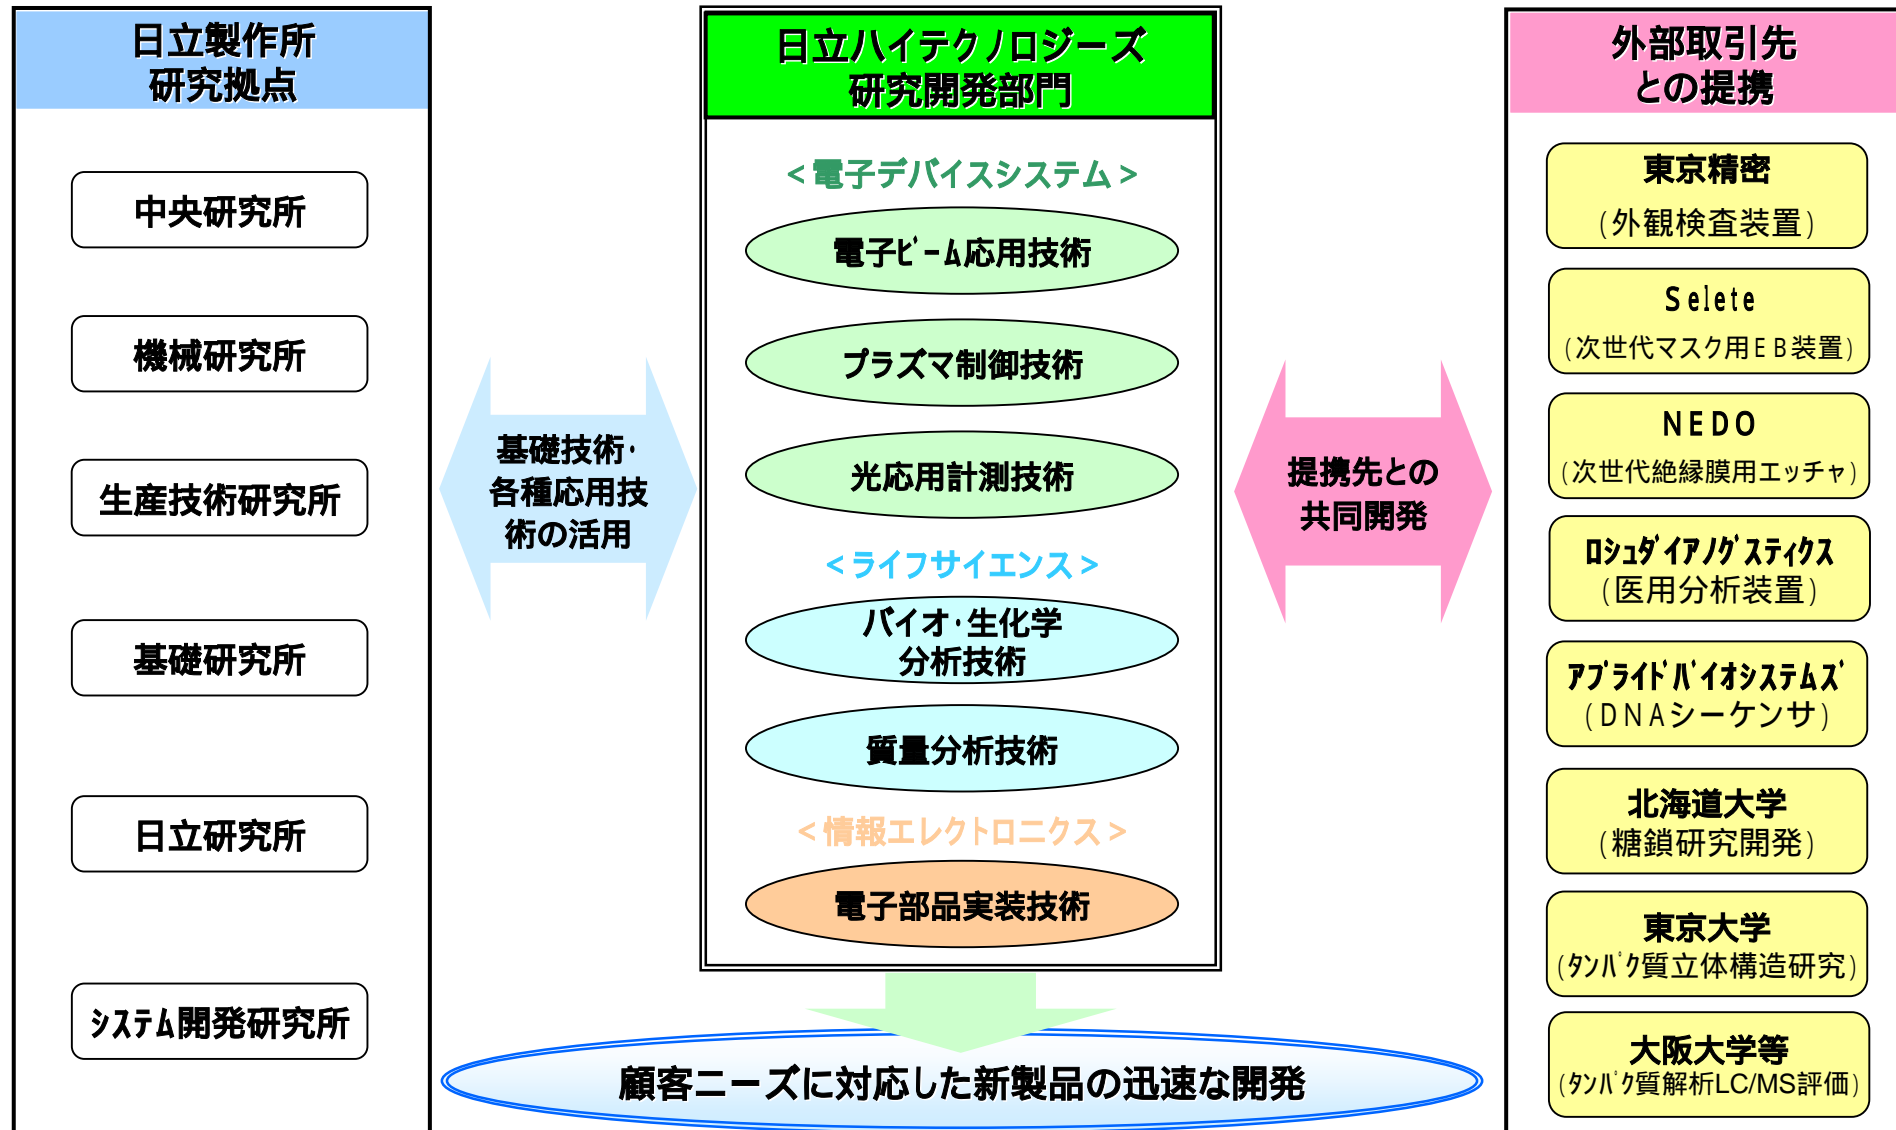 日立製作所
研究拠点
中央研究所
機械研究所
生産技術研究所
基礎研究所
日立研究所
ｼｽﾃﾑ開発研究所
基礎技術･
各種応用技
術の活用
日立ハイテクノロジーズ
研究開発部門
＜電子デバイスシステム＞
電子ﾋﾞｰﾑ応用技術
プラズマ制御技術
光応用計測技術
＜ライフサイエンス＞
バイオ･生化学
分析技術
質量分析技術
＜情報エレクトロニクス＞
電子部品実装技術
顧客ニーズに対応した新製品の迅速な開発
提携先との
共同開発
外部取引先
との提携
東京精密
（外観検査装置）
Ｓｅｌｅｔｅ
（次世代マスク用ＥＢ装置）
ＮＥＤＯ
（次世代絶縁膜用エッチャ）
ﾛｼｭﾀﾞｲｱﾉｸﾞｽﾃｨｸｽ
（医用分析装置）
ｱﾌﾟﾗｲﾄﾞﾊﾞｲｵｼｽﾃﾑｽﾞ
（ＤＮＡシーケンサ）
北海道大学
（糖鎖研究開発）
東京大学
（ﾀﾝﾊﾟｸ質立体構造研究）
大阪大学等
（ﾀﾝﾊﾟｸ質解析LC/MS評価）